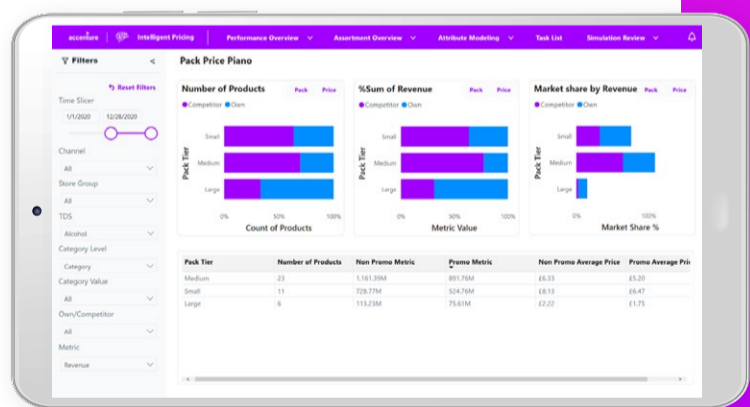 accenture Intelligent Pricing Performance Overview Assortment Overview Attribute Modeling Task List Simulation Review
Filters <
Pack Price Piano
Reset Filters
Time Slicer
1/1/2020 12/28/2020
Channel
All
Store Group
All
TDS
Alcohol
Category Level
Category
Category Value
All
Own/Competitor
All
Metric
Revenue
Number of Products Pack Price
Competitor Own
Pack Tier
Small
Medium
Large
0% 50% 100%
Count of Products
%Sum of Revenue Pack Price
Competitor Own
Pack Tier
Small
Medium
Large
0% 50% 100%
Metric Value
Market share by Revenue Pack Price
Competitor Own
Pack Tier
Small
Medium
Large
0% 100%
Market Share %
Pack Tier Number of Products Non Promo Metric Promo Metric Non Promo Average Price Promo Average Pri
Medium 23 1,161.39M 891.76M £6.33 £5.20
Small 11 728.77M 524.76M £8.13 £6.47
Large 6 113.23M 75.61M £2.22 £1.75